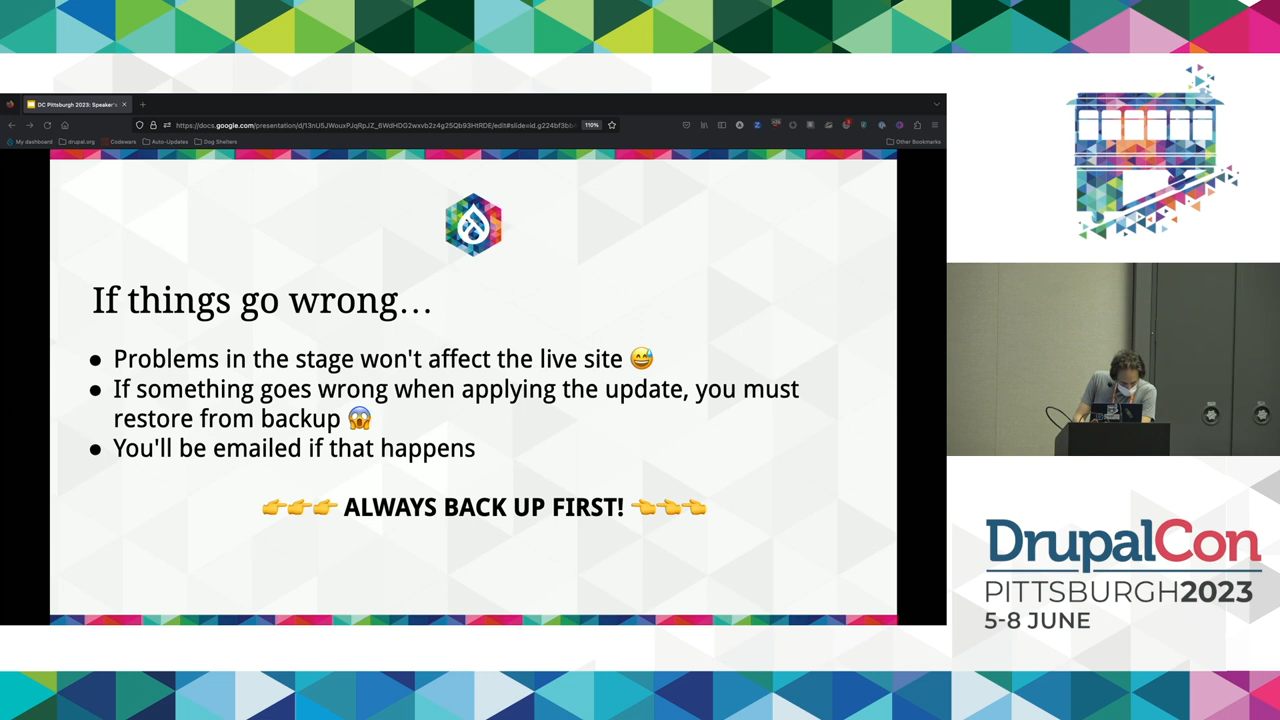 DC Pittsburgh 2023: Speaker's
110%
My dashboard
drupal.org
Codewars
Auto-Updates
Dog Shelters
Other Bookmarks
If things go wrong…
● Problems in the stage won't affect the live site 😅
● If something goes wrong when applying the update, you must
restore from backup 😱
● You'll be emailed if that happens
👉👉👉 ALWAYS BACK UP FIRST! 👈👈👈
DrupalCon
PITTSBURGH2023
5-8 JUNE